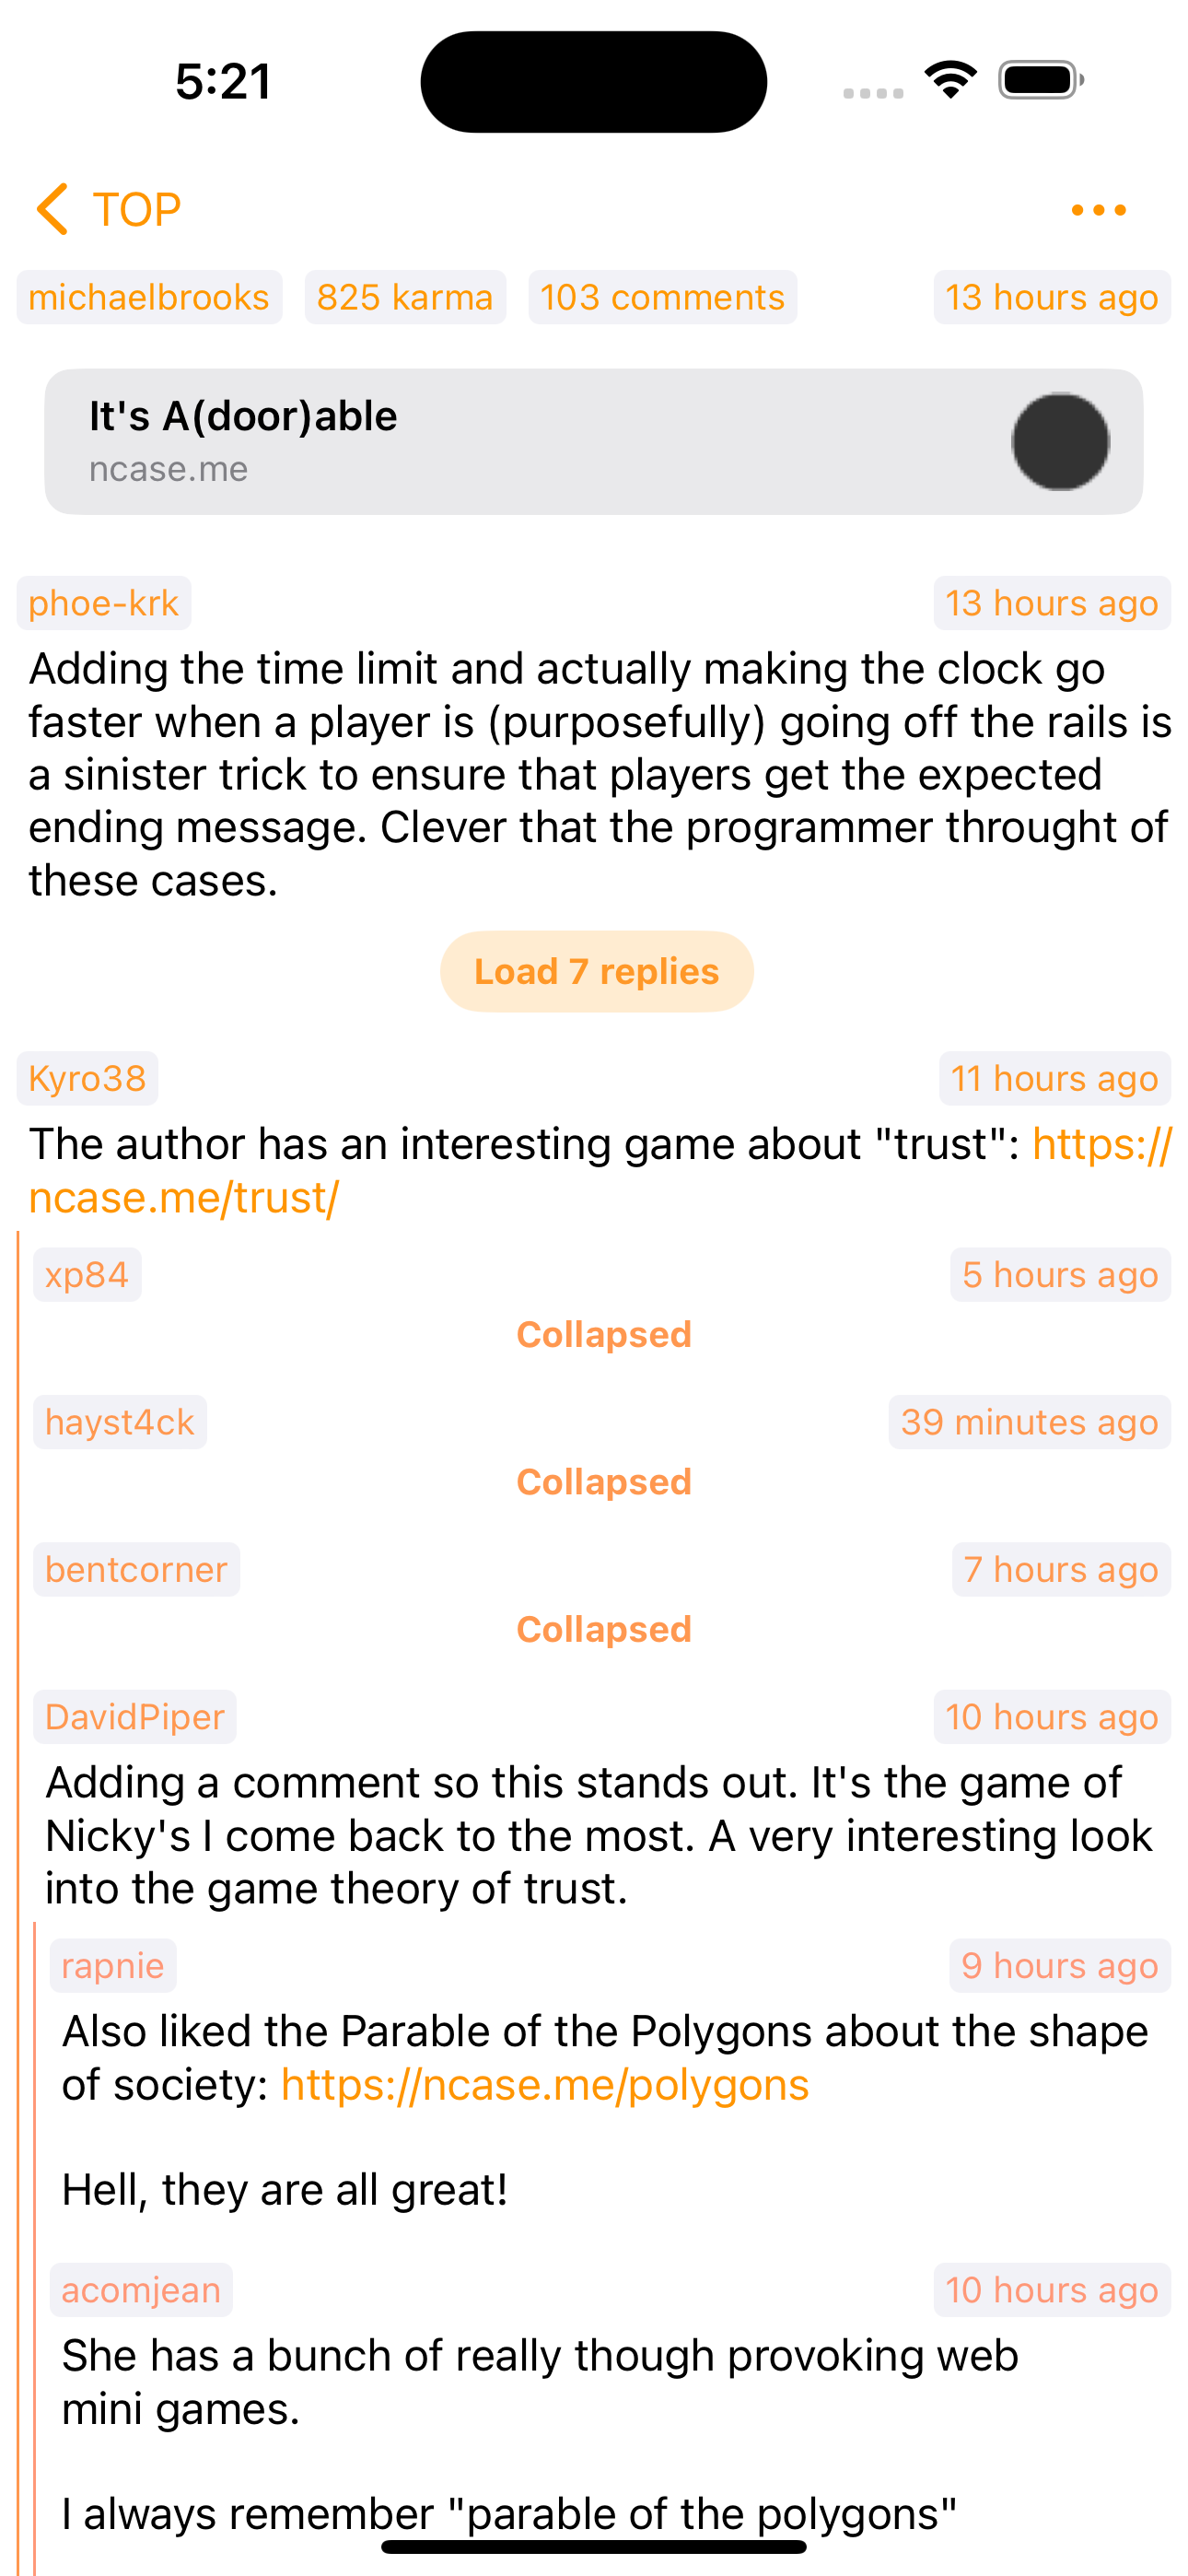 5:21
TOP
michaelbrooks 825 karma 103 comments 13 hours ago
It's A(door)able
ncase.me
phoe-krk 13 hours ago
Adding the time limit and actually making the clock go
faster when a player is (purposefully) going off the rails is
a sinister trick to ensure that players get the expected
ending message. Clever that the programmer throught of
these cases.
Load 7 replies
Kyro38 11 hours ago
The author has an interesting game about "trust": https://
ncase.me/trust/
xp84 5 hours ago
Collapsed
hayst4ck 39 minutes ago
Collapsed
bentcorner 7 hours ago
Collapsed
DavidPiper 10 hours ago
Adding a comment so this stands out. It's the game of
Nicky's I come back to the most. A very interesting look
into the game theory of trust.
rapnie 9 hours ago
Also liked the Parable of the Polygons about the shape
of society: https://ncase.me/polygons
Hell, they are all great!
acomjean 10 hours ago
She has a bunch of really though provoking web
mini games.
I always remember "parable of the polygons"